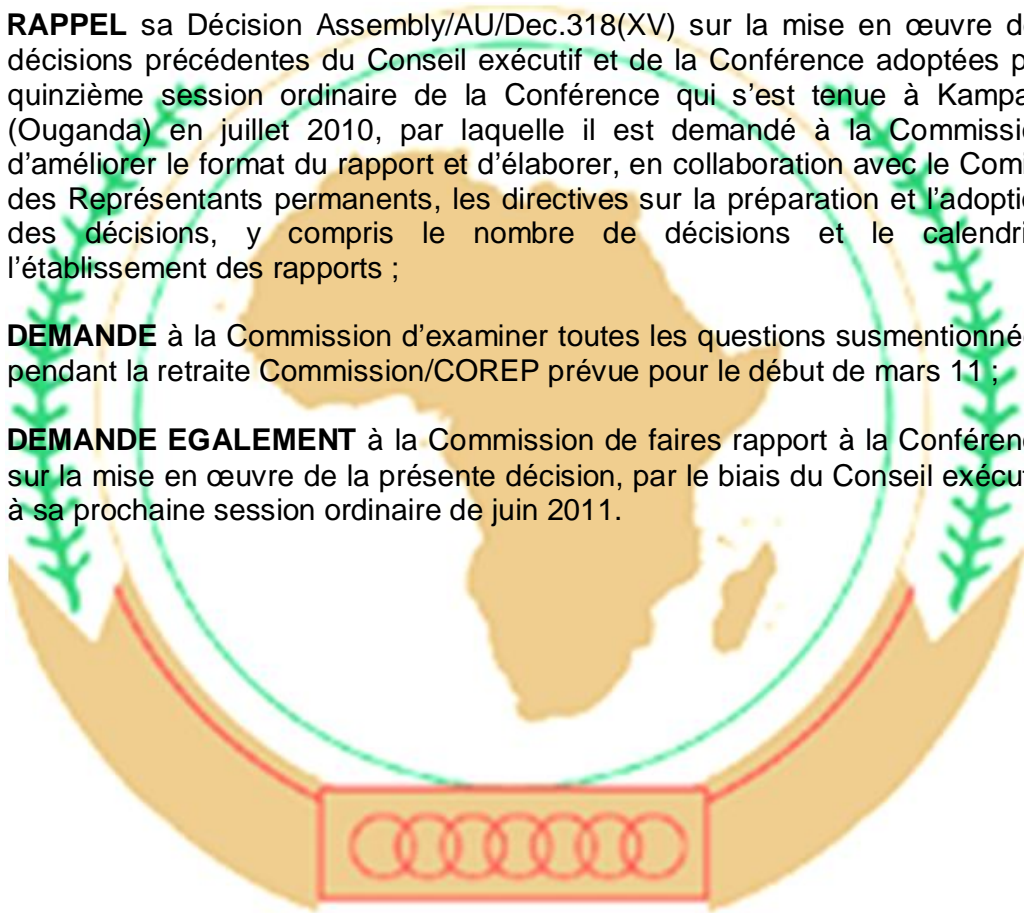 RAPPEL sa Décision Assembly/AU/Dec.318(XV) sur la mise en œuvre d
décisions précédentes du Conseil exécutif et de la Conférence adoptées p
quinzième session ordinaire de la Conférence qui s’est tenue à Kampa
(Ouganda) en juillet 2010, par laquelle il est demandé à la Commissi
d’améliorer le format du rapport et d’élaborer, en collaboration avec le Comi
des Représentants permanents, les directives sur la préparation et l’adopti
des décisions, y compris le nombre de décisions et le calendri
l’établissement des rapports ;
DEMANDE à la Commission d’examiner toutes les questions susmentionné
pendant la retraite Commission/COREP prévue pour le début de mars 11 ;
DEMANDE EGALEMENT à la Commission de faires rapport à la Conféren
sur la mise en œuvre de la présente décision, par le biais du Conseil exécut
à sa prochaine session ordinaire de juin 2011.